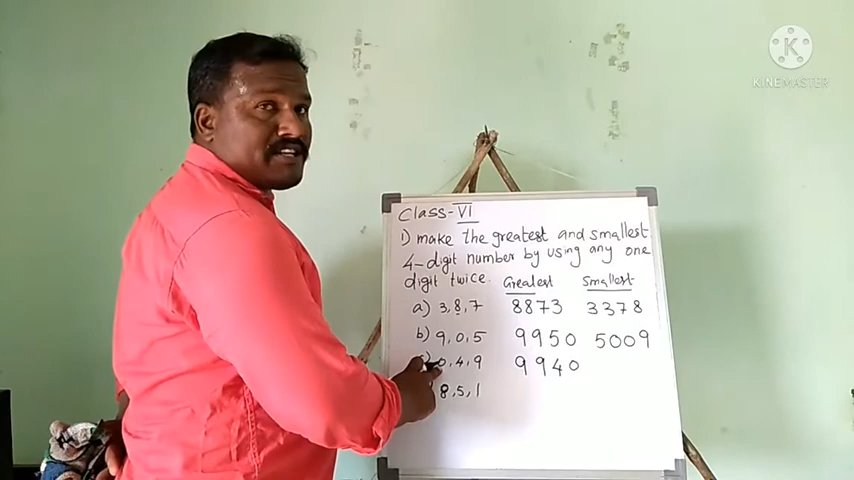 KINEMASTER
Class-VI
1) make the greatest and smallest
4-digit number by using any one
digit twice. Greatest Smallest
a) 3,8,7 8873 3378
b) 9,0,5 9950 5009
0,4,9 9940
8,5,1